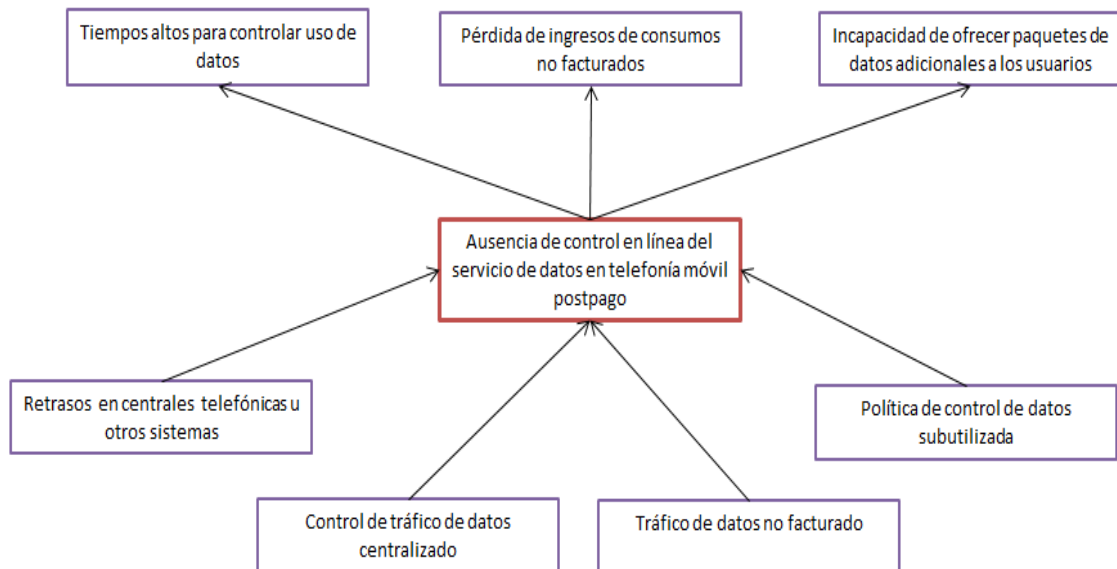 Tiempos altos para controlar uso de
datos
Pérdida de ingresos de consumos
no facturados
Incapacidad de ofrecer paquetes de
datos adicionales a los usuarios
Ausencia de control en línea del
servicio de datos en telefonía móvil
postpago
Retrasos en centrales telefónicas u
otros sistemas
Política de control de datos
subutilizada
Control de tráfico de datos
centralizado
Tráfico de datos no facturado